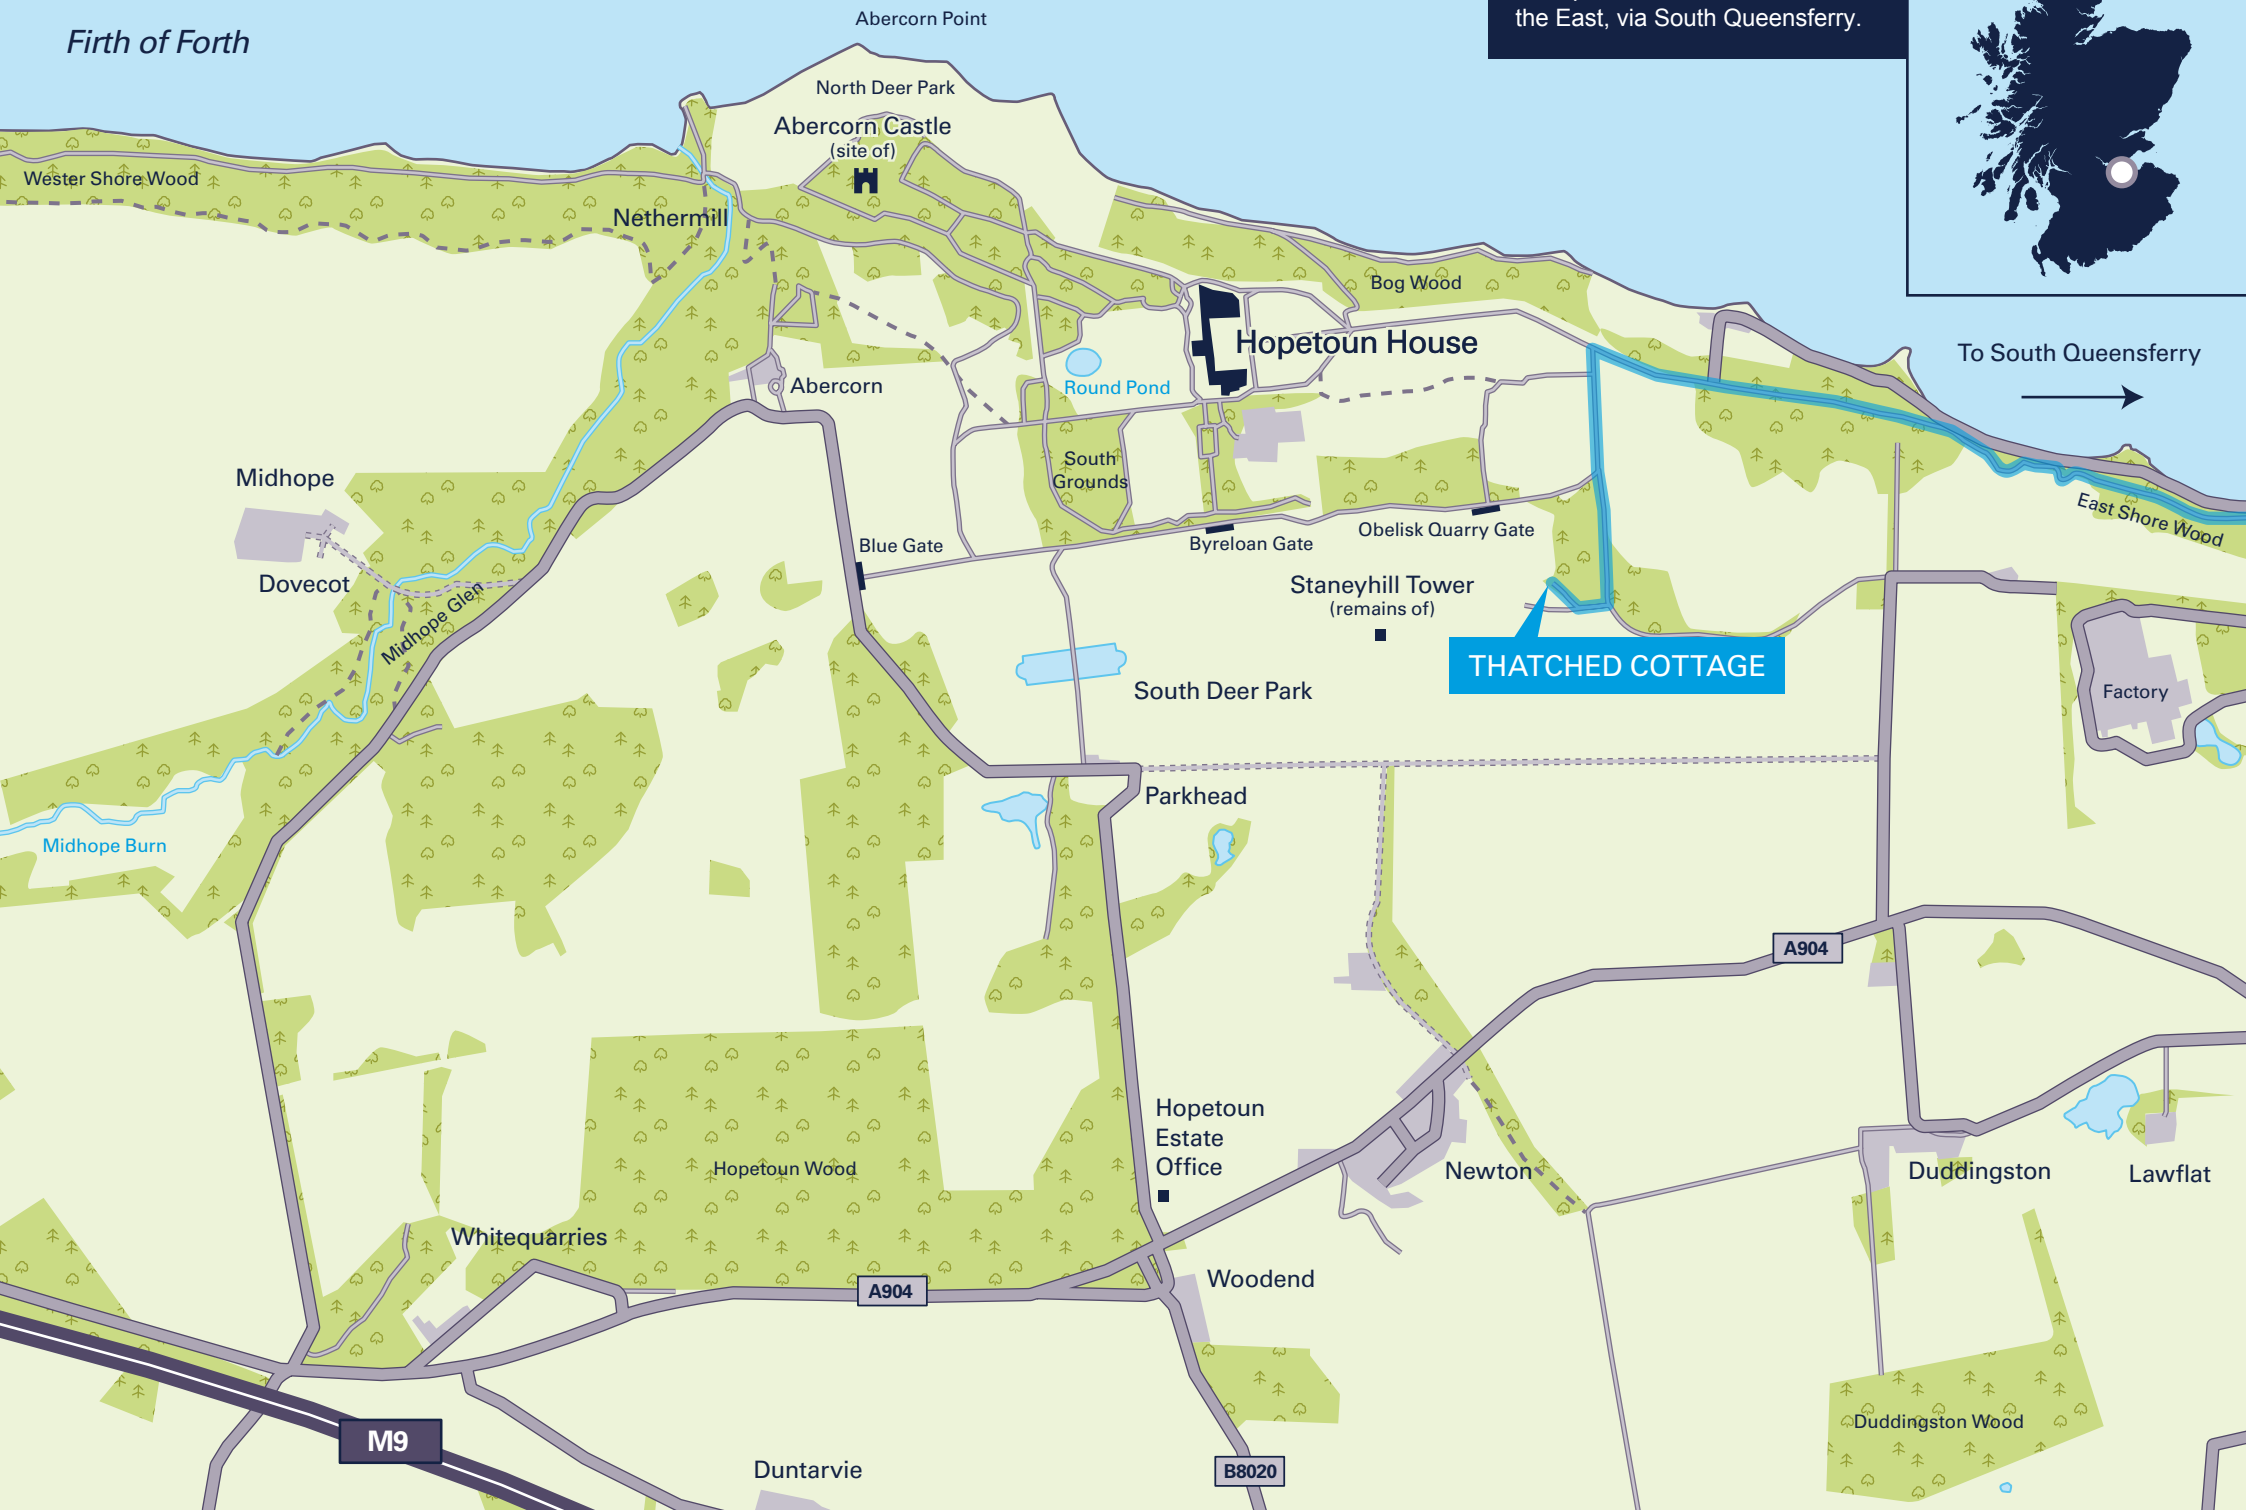 Abercorn Point
the East, via South Queensferry.
Firth of Forth
North Deer Park
Abercorn Castle
(site of)
Wester Shore Wood
Nethermill
Bog Wood
Hopetoun House
To South Queensferry
Round Pond
Abercorn
Midhope
South
Grounds
East Shore Wood
Obelisk Quarry Gate
Byreloan Gate
Blue Gate
Dovecot
Staneyhill Tower
(remains of)
Midhope Glen
THATCHED COTTAGE
South Deer Park
Factory
Parkhead
Midhope Burn
A904
Hopetoun
Estate
Office
Hopetoun Wood
Newton
Duddingston
Lawflat
Whitequarries
Woodend
A904
Duddingston Wood
M9
Duntarvie
B8020